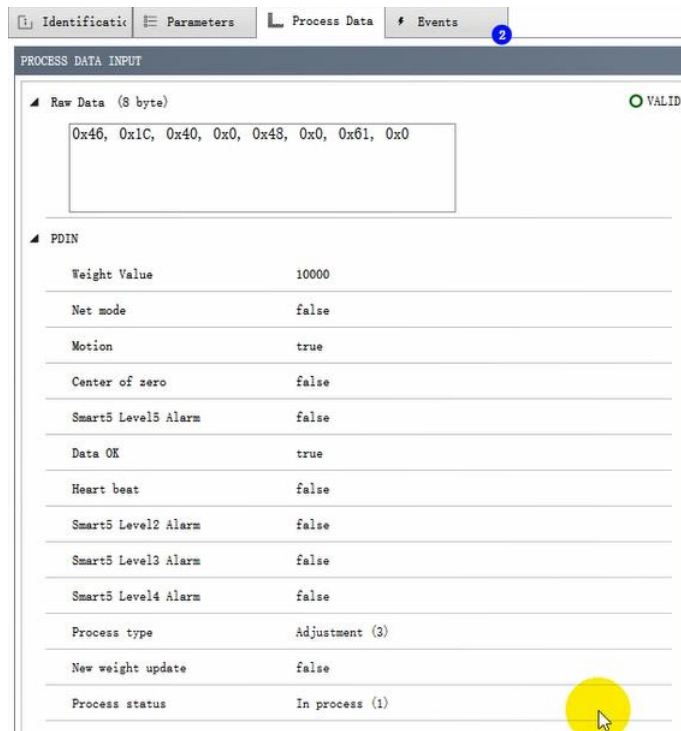 Identificatic
Parameters
Process Data
Events
2
PROCESS DATA INPUT
Raw Data (8 byte)
VALID
0x46, 0x1C, 0x40, 0x0, 0x48, 0x0, 0x61, 0x0
PDIN
Weight Value 10000
Net mode false
Motion true
Center of zero false
Smart5 Level5 Alarm false
Data OK true
Heart beat false
Smart5 Level2 Alarm false
Smart5 Level3 Alarm false
Smart5 Level4 Alarm false
Process type Adjustment (3)
New weight update false
Process status In process (1)